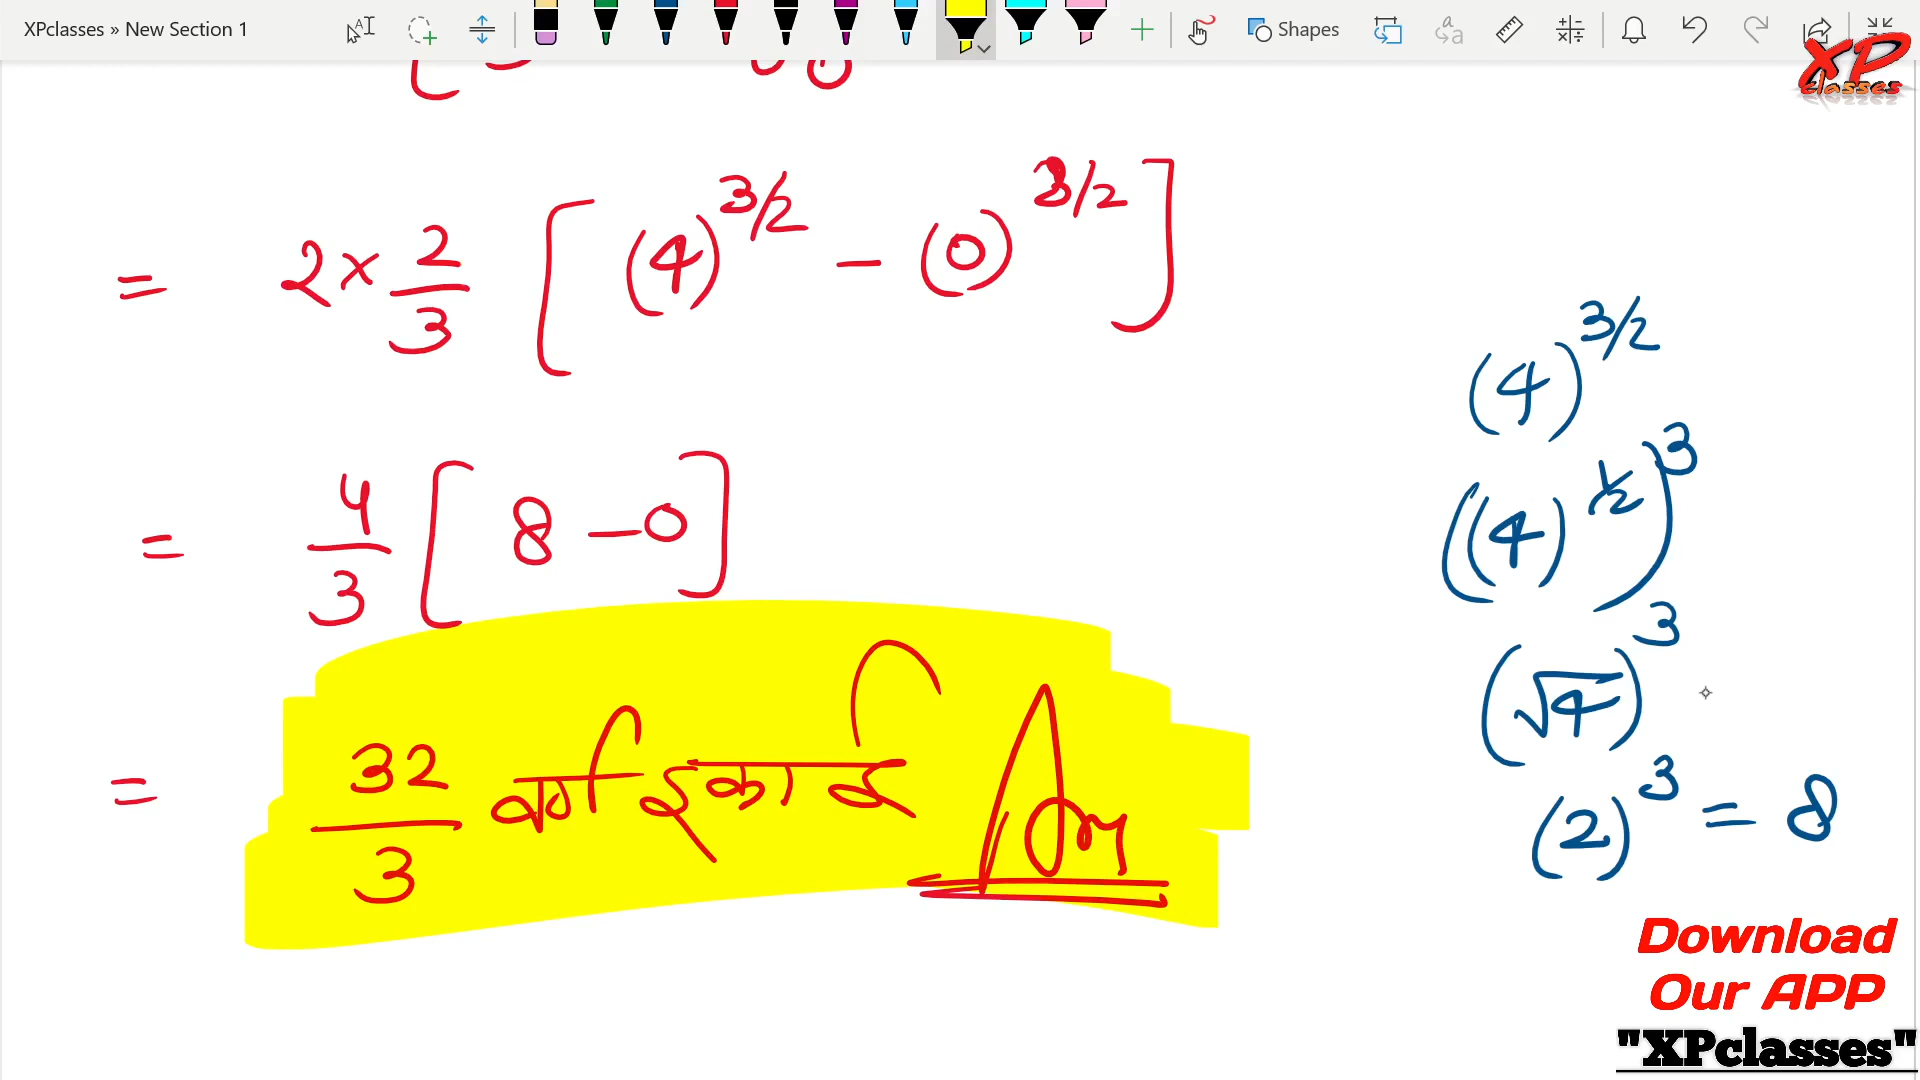 XPclasses » New Section 1
Shapes
XP
classes
= 2 × 2/3 [ (4)^3/2 − (0)^3/2 ]
= 4/3 [ 8 − 0 ]
= 32/3 वर्ग इकाई Ans
(4)^3/2
((4)^1/2)^3
(√4)^3
(2)^3 = 8
Download
Our APP
"XPclasses"